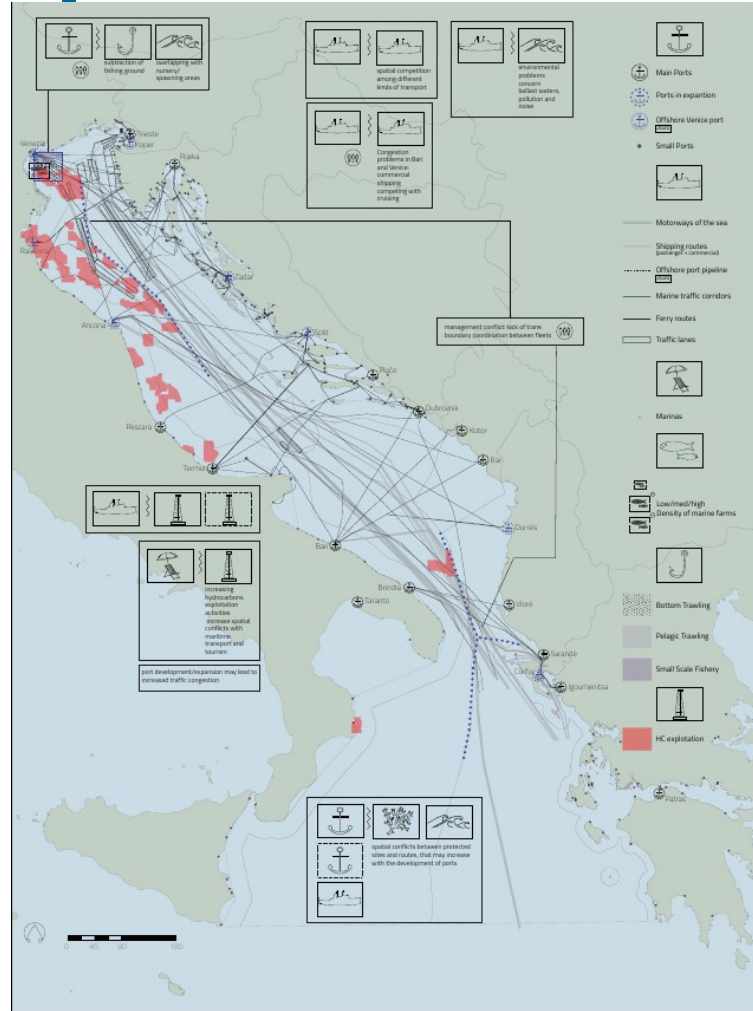 subtraction of
fishing ground
overlapping with
nursery/
spawning areas
spatial competition
among different
kinds of transport
environmental
problems
concern
ballast waters,
pollution and
noise
Congestion
problems in Bari
and Venice:
commercial
shipping
competing with
cruising
Main Ports
Ports in expantion
Offshore Venice port
Small Ports
Motorways of the sea
Shipping routes
(passenger + commercial)
Offshore port pipeline
Marine traffic corridors
Ferry routes
Traffic lanes
Marinas
Low/med/high
Density of marine farms
Bottom Trawling
Pelagic Trawling
Small Scale Fishery
HC explotation
management conflict: lack of trans
boundary coordination between fleets
Venezia
Trieste
Koper
Rijeka
Ravenna
Zadar
Ancona
Split
Ploče
Dubrovnik
Pescara
Kotor
Termoli
Bar
Bari
Durrës
Brindisi
Taranto
Vlorë
Sarandë
Corfu
Igoumenitsa
Patras
increasing
hydrocarbons
exploitation
activities
increase spatial
conflicts with
maritime
transport and
tourism
port development/expansion may lead to
increased traffic congestion
spatial conflicts between protected
sites and routes, that may increase
with the development of ports
0 45 90 180